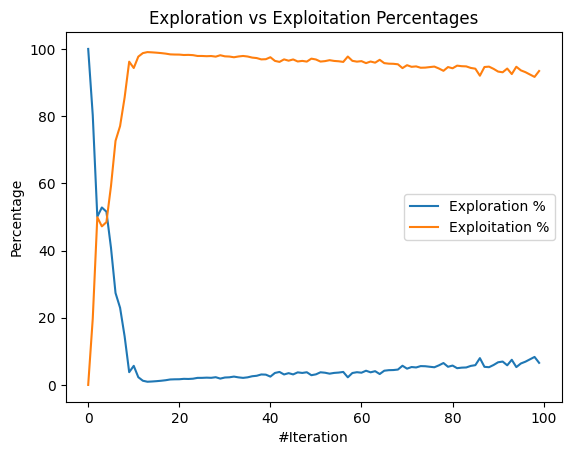 Exploration vs Exploitation Percentages
100
80
60
40
20
0
Percentage
Exploration %
Exploitation %
0
20
40
60
80
100
#Iteration